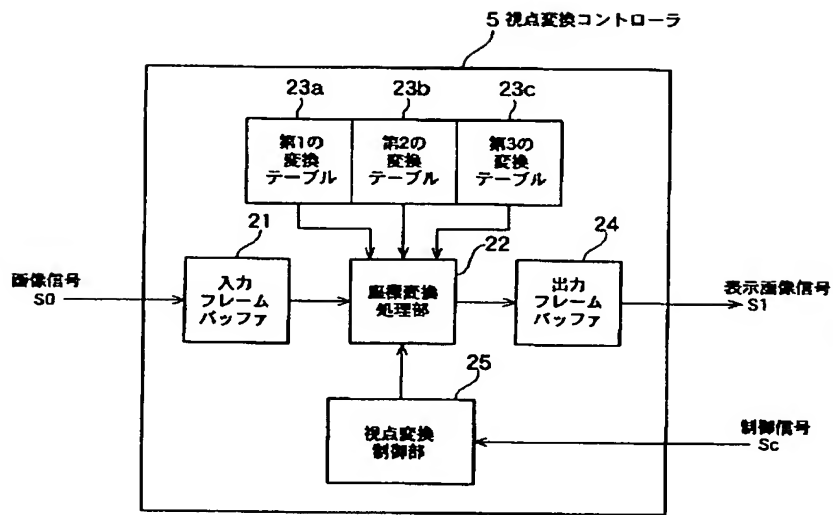 5 視点変換コントローラ
23a
23b
23c
第1の
変換
テーブル
第2の
変換
テーブル
第3の
変換
テーブル
21
22
24
画像信号
S0
入力
フレーム
バッファ
座標変換
処理部
出力
フレーム
バッファ
表示画像信号
S1
25
視点変換
制御部
制御信号
Sc